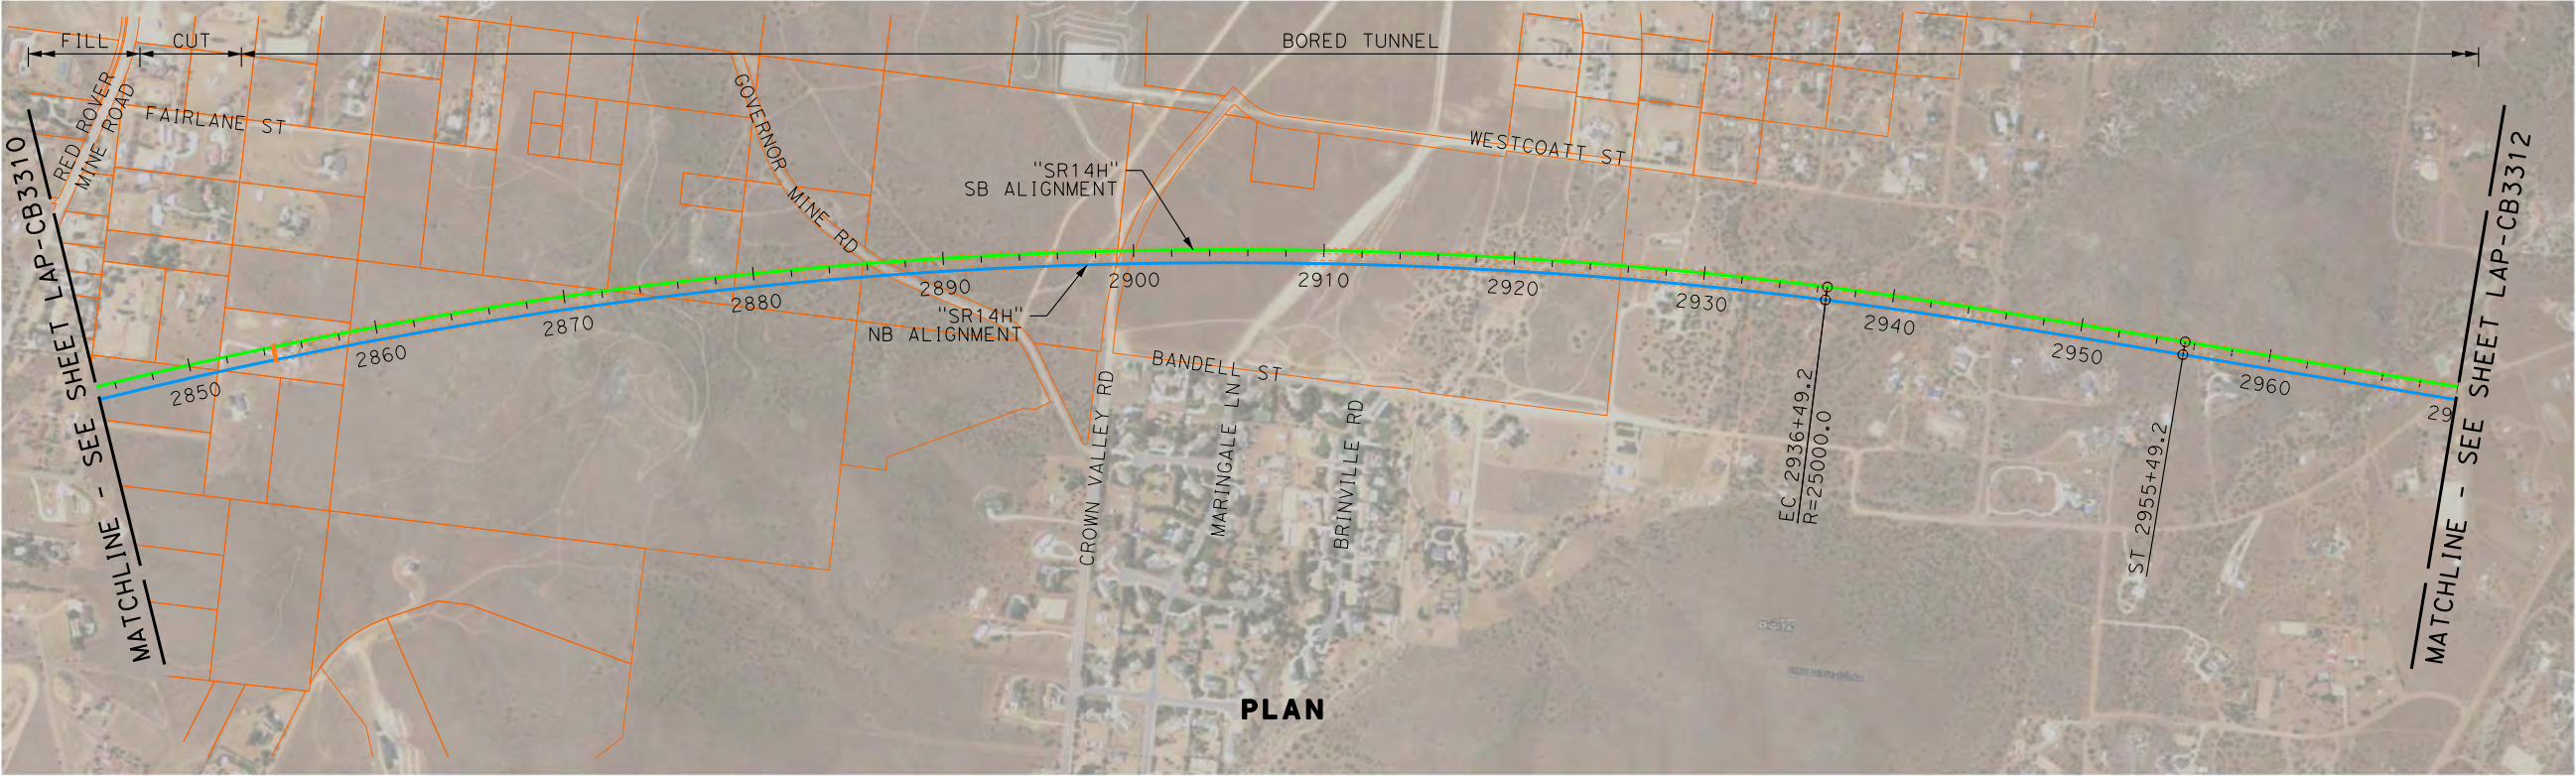 FILL
CUT
BORED TUNNEL
RED ROVER
MINE ROAD
FAIRLANE ST
GOVERNOR MINE RD
"SR14H"
SB ALIGNMENT
WESTCOATT ST
MATCHLINE - SEE SHEET LAP-CB3310
MATCHLINE - SEE SHEET LAP-CB3312
2850
2860
2870
2880
2890
2900
2910
2920
2930
2940
2950
2960
29
"SR14H"
NB ALIGNMENT
BANDELL ST
CROWN VALLEY RD
MARINGALE LN
BRINVILLE RD
EC 2936+49.2
R=25000.0
ST 2955+49.2
PLAN